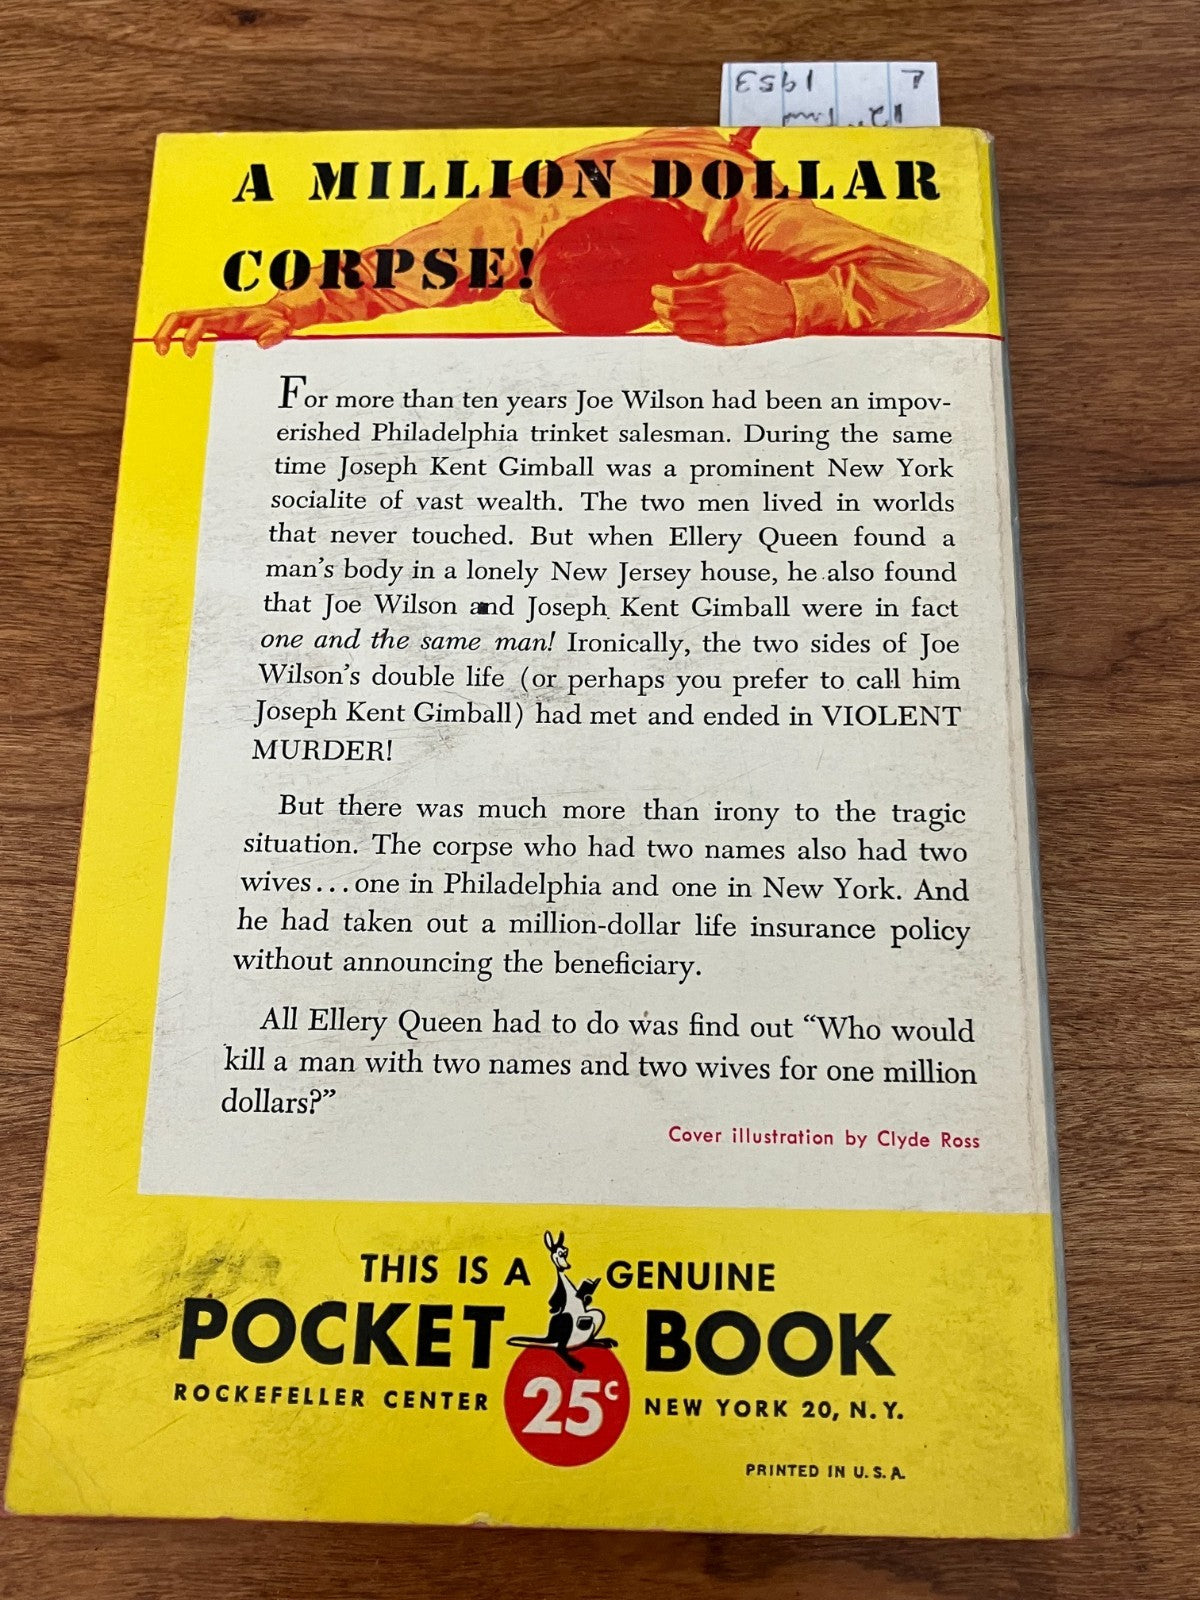 7 1953
A MILLION DOLLAR
CORPSE!
For more than ten years Joe Wilson had been an impov-
erished Philadelphia trinket salesman. During the same
time Joseph Kent Gimball was a prominent New York
socialite of vast wealth. The two men lived in worlds
that never touched. But when Ellery Queen found a
man's body in a lonely New Jersey house, he also found
that Joe Wilson and Joseph Kent Gimball were in fact
one and the same man! Ironically, the two sides of Joe
Wilson's double life (or perhaps you prefer to call him
Joseph Kent Gimball) had met and ended in VIOLENT
MURDER!
But there was much more than irony to the tragic
situation. The corpse who had two names also had two
wives...one in Philadelphia and one in New York. And
he had taken out a million-dollar life insurance policy
without announcing the beneficiary.
All Ellery Queen had to do was find out “Who would
kill a man with two names and two wives for one million
dollars?”
Cover illustration by Clyde Ross
THIS IS A GENUINE
POCKET BOOK
ROCKEFELLER CENTER 25c NEW YORK 20, N.Y.
PRINTED IN U.S.A.